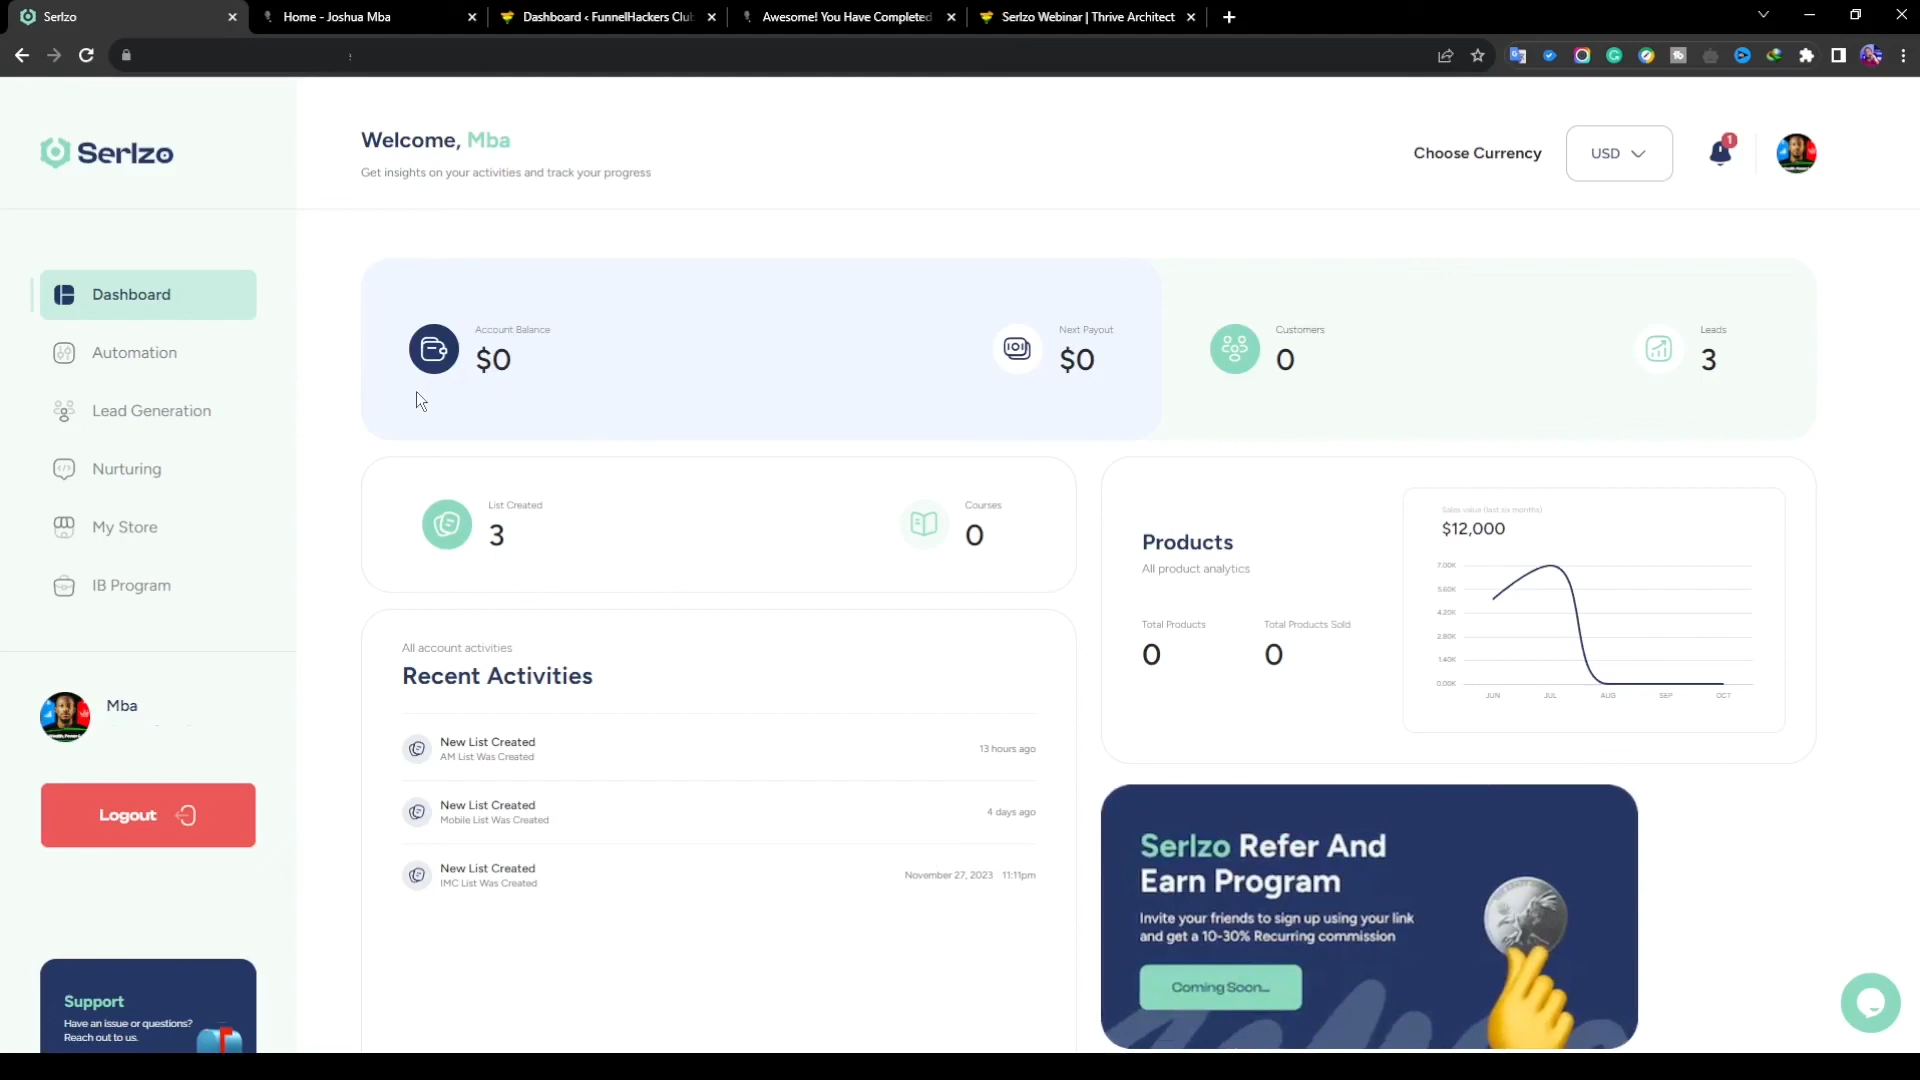 Serlzo
Home - Joshua Mba
Dashboard ‹ FunnelHackers Club
Awesome! You Have Completed
Serlzo Webinar | Thrive Architect
Serlzo
Welcome, Mba
Get insights on your activities and track your progress
Choose Currency
USD
1
Dashboard
Automation
Lead Generation
Nurturing
My Store
IB Program
Mba
Logout
Support
Have an issue or questions?
Reach out to us.
Account Balance
$0
Next Payout
$0
Customers
0
Leads
3
List Created
3
Courses
0
Products
All product analytics
Total Products
0
Total Products Sold
0
Sales value (last six months)
$12,000
7.00K
5.60K
4.20K
2.80K
1.40K
0.00K
JUN
JUL
AUG
SEP
OCT
All account activities
Recent Activities
New List Created
AM List Was Created
13 hours ago
New List Created
Mobile List Was Created
4 days ago
New List Created
IMC List Was Created
November 27, 2023 11:11pm
Serlzo Refer And
Earn Program
Invite your friends to sign up using your link
and get a 10-30% Recurring commission
Coming Soon...